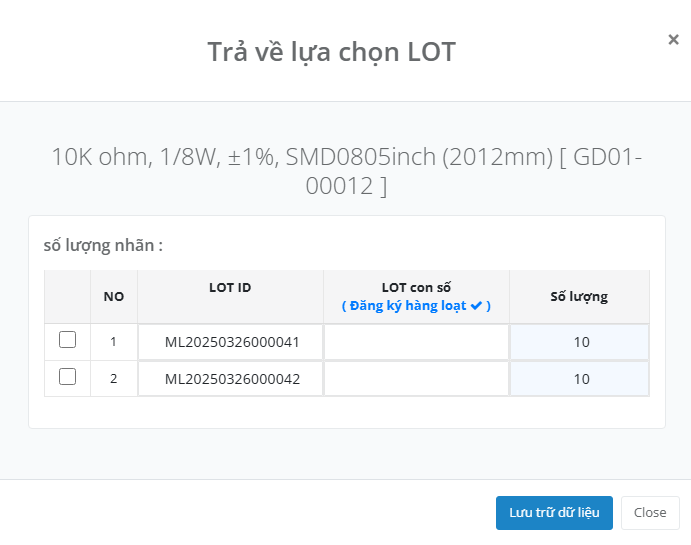 Trả về lựa chọn LOT
×
10K ohm, 1/8W, ±1%, SMD0805inch (2012mm) [ GD01-
00012 ]
số lượng nhãn :
NO LOT ID LOT con số Số lượng
( Đăng ký hàng loạt ✔ )
1 ML20250326000041 10
2 ML20250326000042 10
Lưu trữ dữ liệu Close